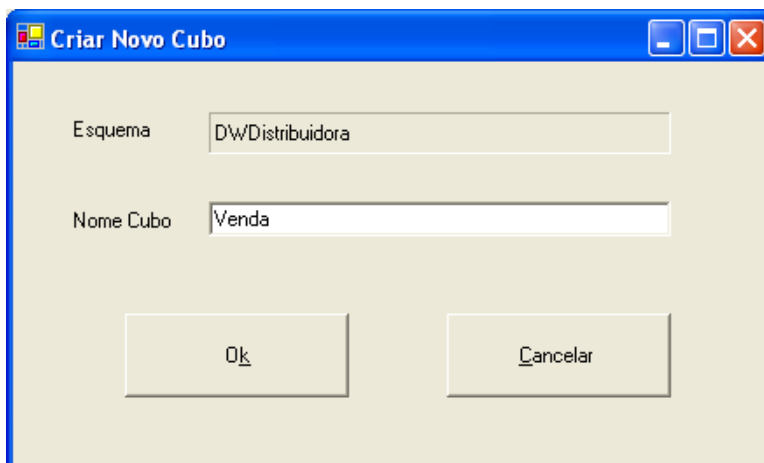 Criar Novo Cubo
Esquema DWDistribuidora
Nome Cubo Venda
Ok Cancelar